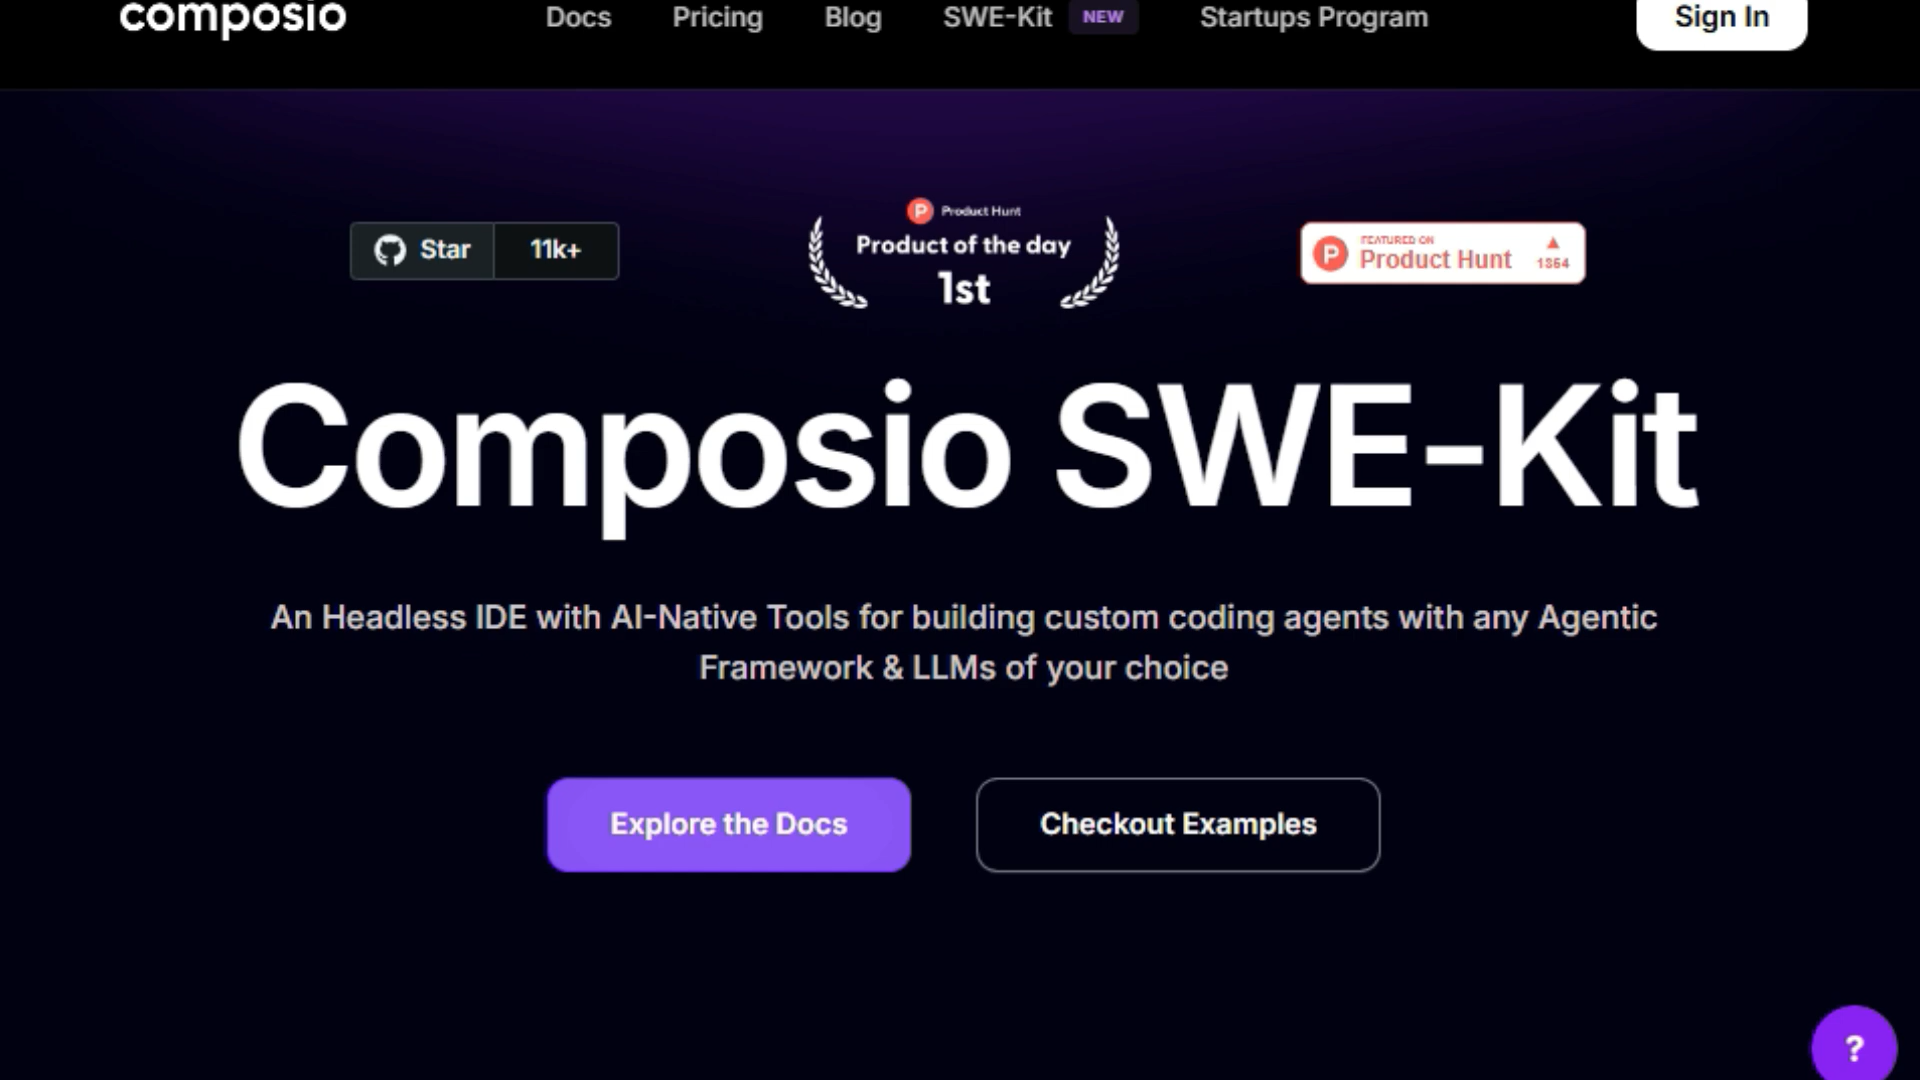 composio
Docs
Pricing
Blog
SWE-Kit
NEW
Startups Program
Sign In
Star
11k+
Product Hunt
Product of the day
1st
FEATURED ON
Product Hunt
1354
Composio SWE-Kit
An Headless IDE with AI-Native Tools for building custom coding agents with any Agentic
Framework & LLMs of your choice
Explore the Docs
Checkout Examples
?